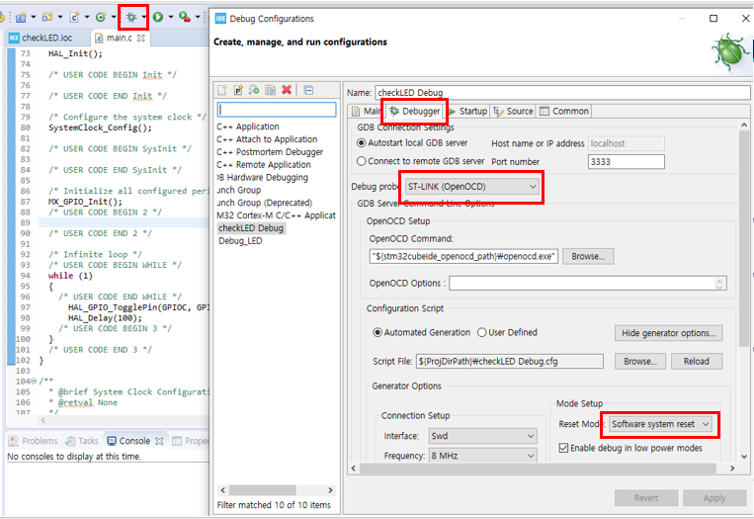 IDE Debug Configurations
Create, manage, and run configurations
MX checkLED.ioc
main.c
73 HAL_Init();
74
75 /* USER CODE BEGIN Init */
76
77 /* USER CODE END Init */
78
79 /* Configure the system clock */
80 SystemClock_Config();
81
82 /* USER CODE BEGIN SysInit */
83
84 /* USER CODE END SysInit */
85
86 /* Initialize all configured peri
87 MX_GPIO_Init();
88 /* USER CODE BEGIN 2 */
89
90 /* USER CODE END 2 */
91
92 /* Infinite loop */
93 /* USER CODE BEGIN WHILE */
94 while (1)
95 {
96 /* USER CODE END WHILE */
97 HAL_GPIO_TogglePin(GPIOC, GPI
98 HAL_Delay(100);
99 /* USER CODE BEGIN 3 */
100 }
101 /* USER CODE END 3 */
102 }
103
104 /**
105 * @brief System Clock Configurati
106 * @retval None
107 */
Problems
Tasks
Console
Proper
No consoles to display at this time.
C++ Application
C++ Attach to Application
C++ Postmortem Debugger
C++ Remote Application
DB Hardware Debugging
unch Group
unch Group (Deprecated)
M32 Cortex-M C/C++ Applicat
checkLED Debug
Debug_LED
Filter matched 10 of 10 items
Name: checkLED Debug
Main
Debugger
Startup
Source
Common
GDB Connection Settings
Autostart local GDB server
Host name or IP address localhost
Connect to remote GDB server
Port number 3333
Debug probe ST-LINK (OpenOCD)
GDB Server Command Line Options
OpenOCD Setup
OpenOCD Command:
"${stm32cubeide_openocd_path}₩openocd.exe" Browse...
OpenOCD Options :
Configuration Script
Automated Generation
User Defined
Hide generator options...
Script File: ${ProjDirPath}₩checkLED Debug.cfg Browse... Reload
Generator Options
Connection Setup
Interface: Swd
Frequency: 8 MHz
Mode Setup
Reset Mode: Software system reset
Enable debug in low power modes
Revert
Apply